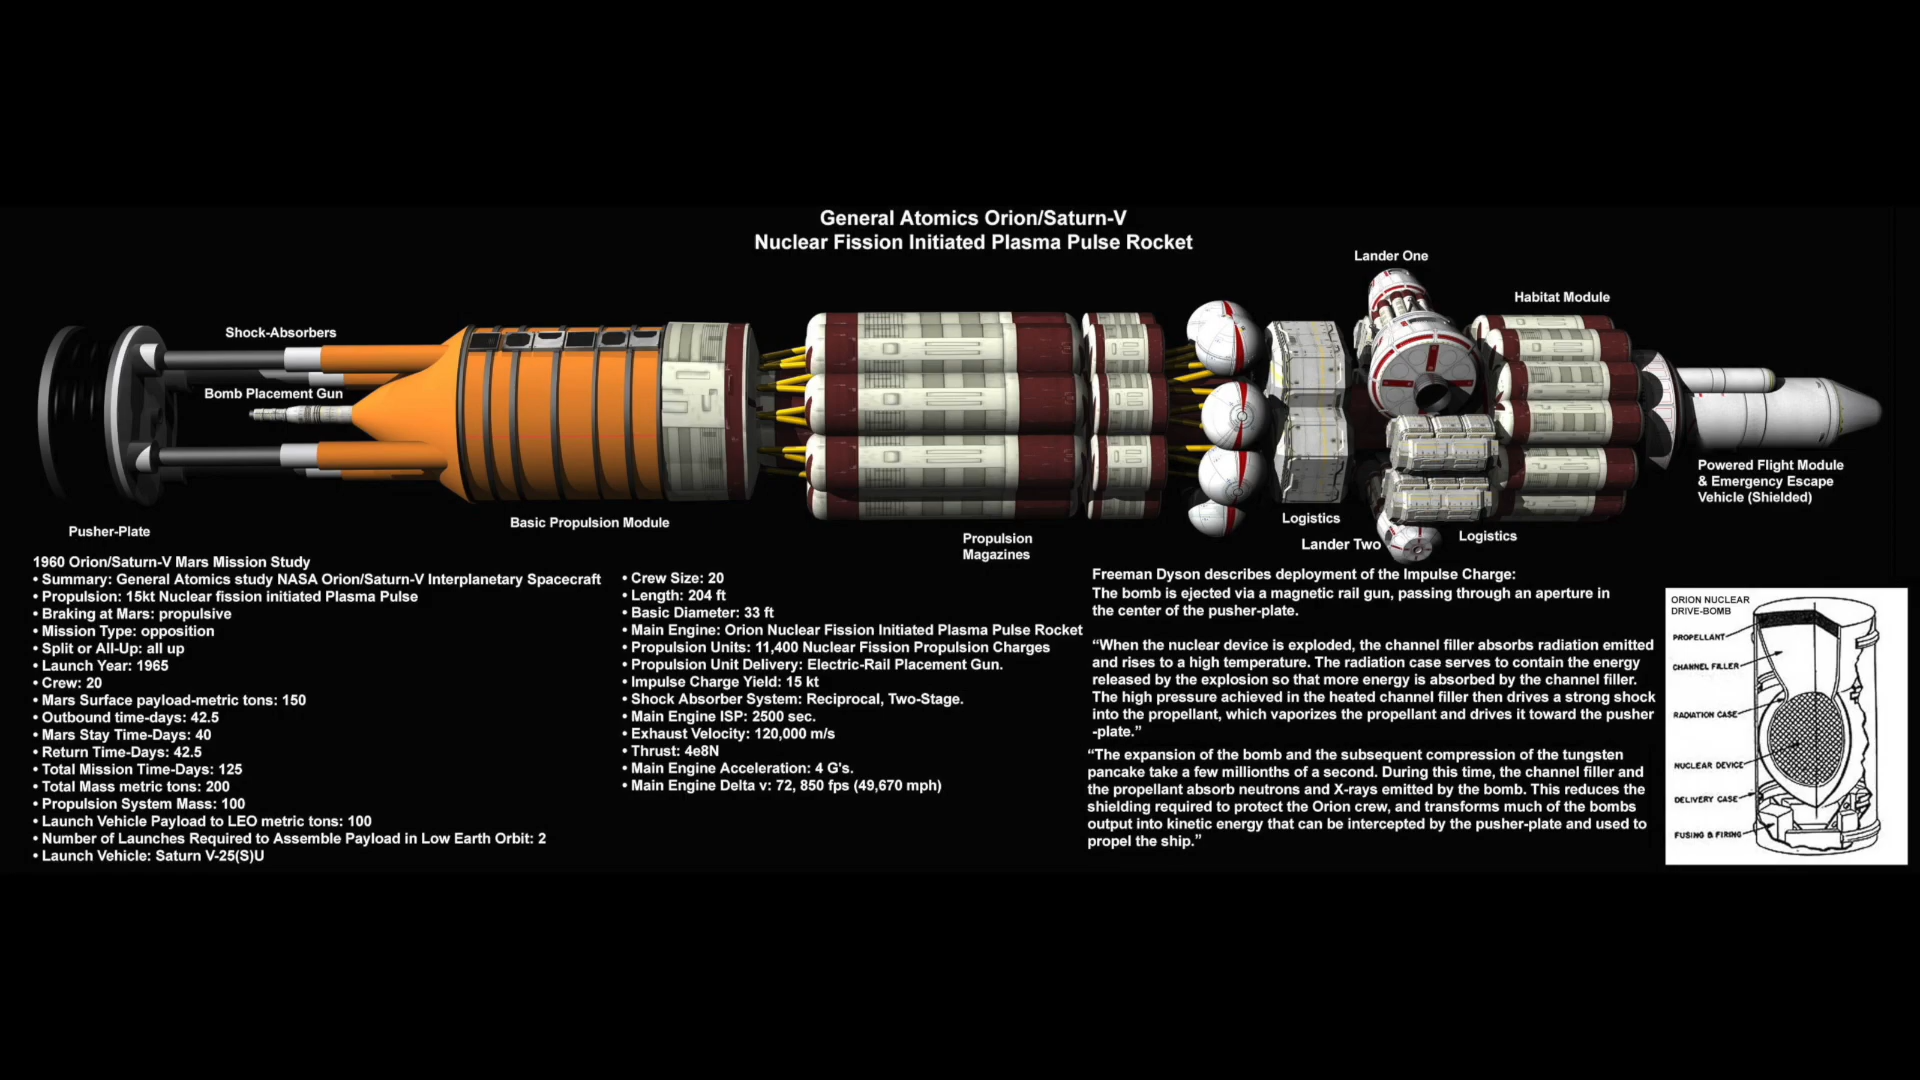 General Atomics Orion/Saturn-V
Nuclear Fission Initiated Plasma Pulse Rocket
Lander One
Habitat Module
Shock-Absorbers
Bomb Placement Gun
Powered Flight Module
& Emergency Escape
Vehicle (Shielded)
Pusher-Plate
Basic Propulsion Module
Propulsion
Magazines
Logistics
Lander Two
Logistics
1960 Orion/Saturn-V Mars Mission Study
• Summary: General Atomics study NASA Orion/Saturn-V Interplanetary Spacecraft
• Propulsion: 15kt Nuclear fission initiated Plasma Pulse
• Braking at Mars: propulsive
• Mission Type: opposition
• Split or All-Up: all up
• Launch Year: 1965
• Crew: 20
• Mars Surface payload-metric tons: 150
• Outbound time-days: 42.5
• Mars Stay Time-Days: 40
• Return Time-Days: 42.5
• Total Mission Time-Days: 125
• Total Mass metric tons: 200
• Propulsion System Mass: 100
• Launch Vehicle Payload to LEO metric tons: 100
• Number of Launches Required to Assemble Payload in Low Earth Orbit: 2
• Launch Vehicle: Saturn V-25(S)U
• Crew Size: 20
• Length: 204 ft
• Basic Diameter: 33 ft
• Main Engine: Orion Nuclear Fission Initiated Plasma Pulse Rocket
• Propulsion Units: 11,400 Nuclear Fission Propulsion Charges
• Propulsion Unit Delivery: Electric-Rail Placement Gun.
• Impulse Charge Yield: 15 kt
• Shock Absorber System: Reciprocal, Two-Stage.
• Main Engine ISP: 2500 sec.
• Exhaust Velocity: 120,000 m/s
• Thrust: 4e8N
• Main Engine Acceleration: 4 G's.
• Main Engine Delta v: 72, 850 fps (49,670 mph)
Freeman Dyson describes deployment of the Impulse Charge:
The bomb is ejected via a magnetic rail gun, passing through an aperture in
the center of the pusher-plate.
“When the nuclear device is exploded, the channel filler absorbs radiation emitted
and rises to a high temperature. The radiation case serves to contain the energy
released by the explosion so that more energy is absorbed by the channel filler.
The high pressure achieved in the heated channel filler then drives a strong shock
into the propellant, which vaporizes the propellant and drives it toward the pusher
-plate.”
“The expansion of the bomb and the subsequent compression of the tungsten
pancake take a few millionths of a second. During this time, the channel filler and
the propellant absorb neutrons and X-rays emitted by the bomb. This reduces the
shielding required to protect the Orion crew, and transforms much of the bombs
output into kinetic energy that can be intercepted by the pusher-plate and used to
propel the ship.”
ORION NUCLEAR
DRIVE-BOMB
PROPELLANT
CHANNEL FILLER
RADIATION CASE
NUCLEAR DEVICE
DELIVERY CASE
FUSING & FIRING